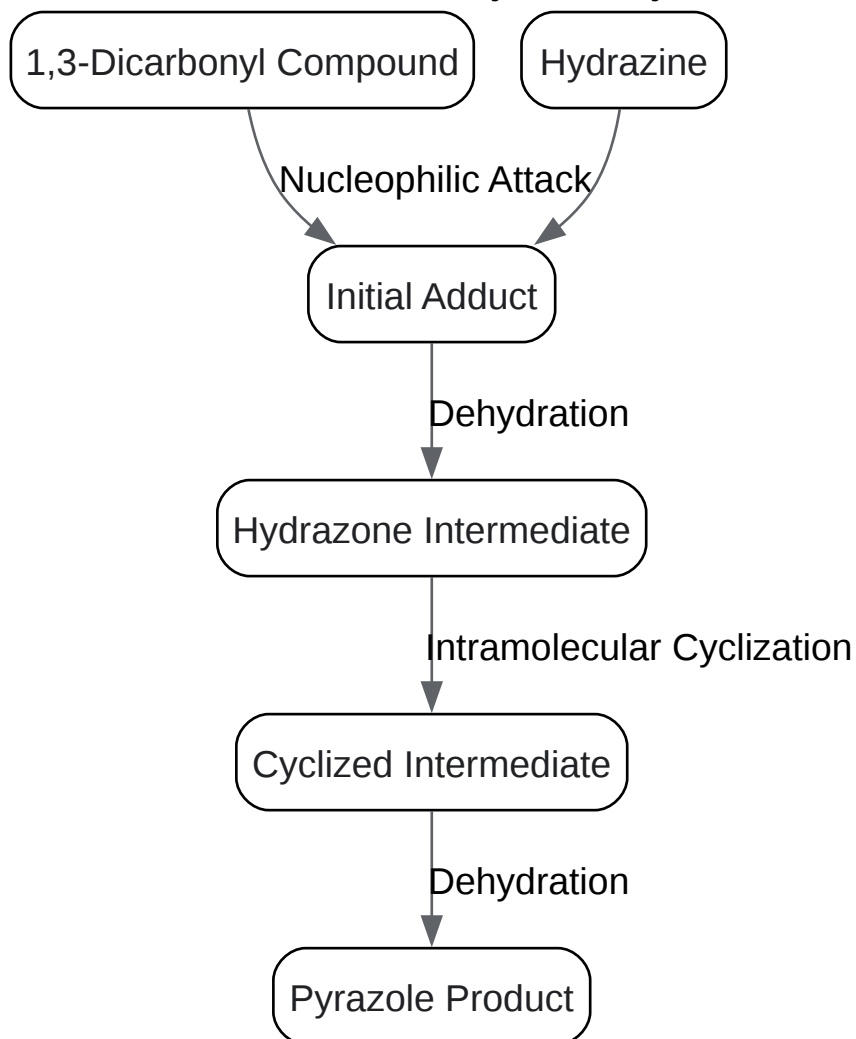 1,3-Dicarbonyl Compound
Hydrazine
Nucleophilic Attack
Initial Adduct
Dehydration
Hydrazone Intermediate
Intramolecular Cyclization
Cyclized Intermediate
Dehydration
Pyrazole Product